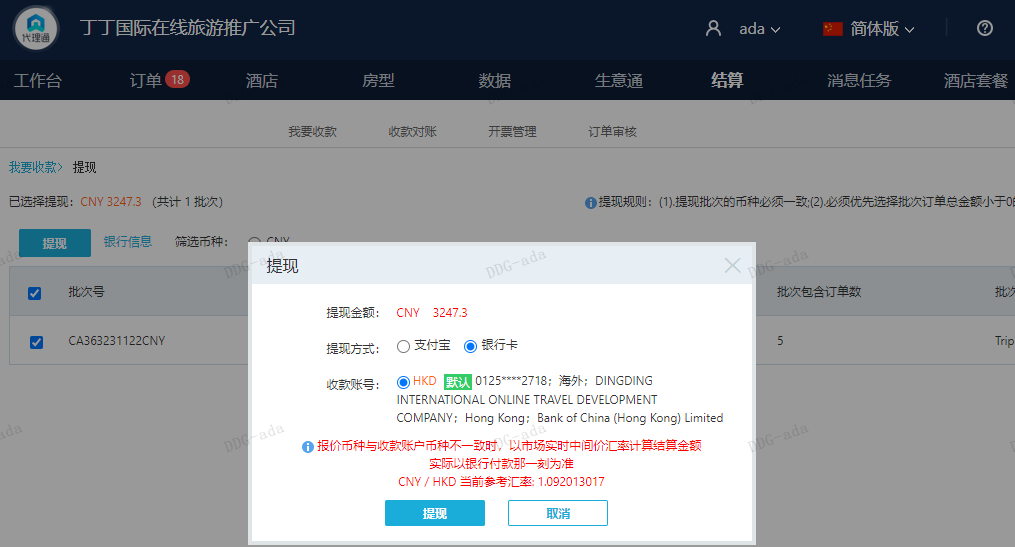 代理通
丁丁国际在线旅游推广公司
ada
简体版
工作台
订单 18
酒店
房型
数据
生意通
结算
消息任务
酒店套餐
我要收款
收款对账
开票管理
订单审核
我要收款> 提现
已选择提现：CNY 3247.3 （共计 1 批次）
提现规则：(1).提现批次的币种必须一致;(2).必须优先选择批次订单总金额小于0
提现
银行信息
筛选币种：
CNY
批次号
批次包含订单数
批次
CA363231122CNY
5
Trip
提现
提现金额： CNY 3247.3
提现方式： 支付宝 银行卡
收款账号： HKD 默认 0125****2718；海外；DINGDING
INTERNATIONAL ONLINE TRAVEL DEVELOPMENT
COMPANY；Hong Kong；Bank of China (Hong Kong) Limited
报价币种与收款账户币种不一致时，以市场实时中间价汇率计算结算金额
实际以银行付款那一刻为准
CNY / HKD 当前参考汇率: 1.092013017
提现
取消
DDG-ada
DDG-ada
DDG-ada
DDG-ada
DDG-ada